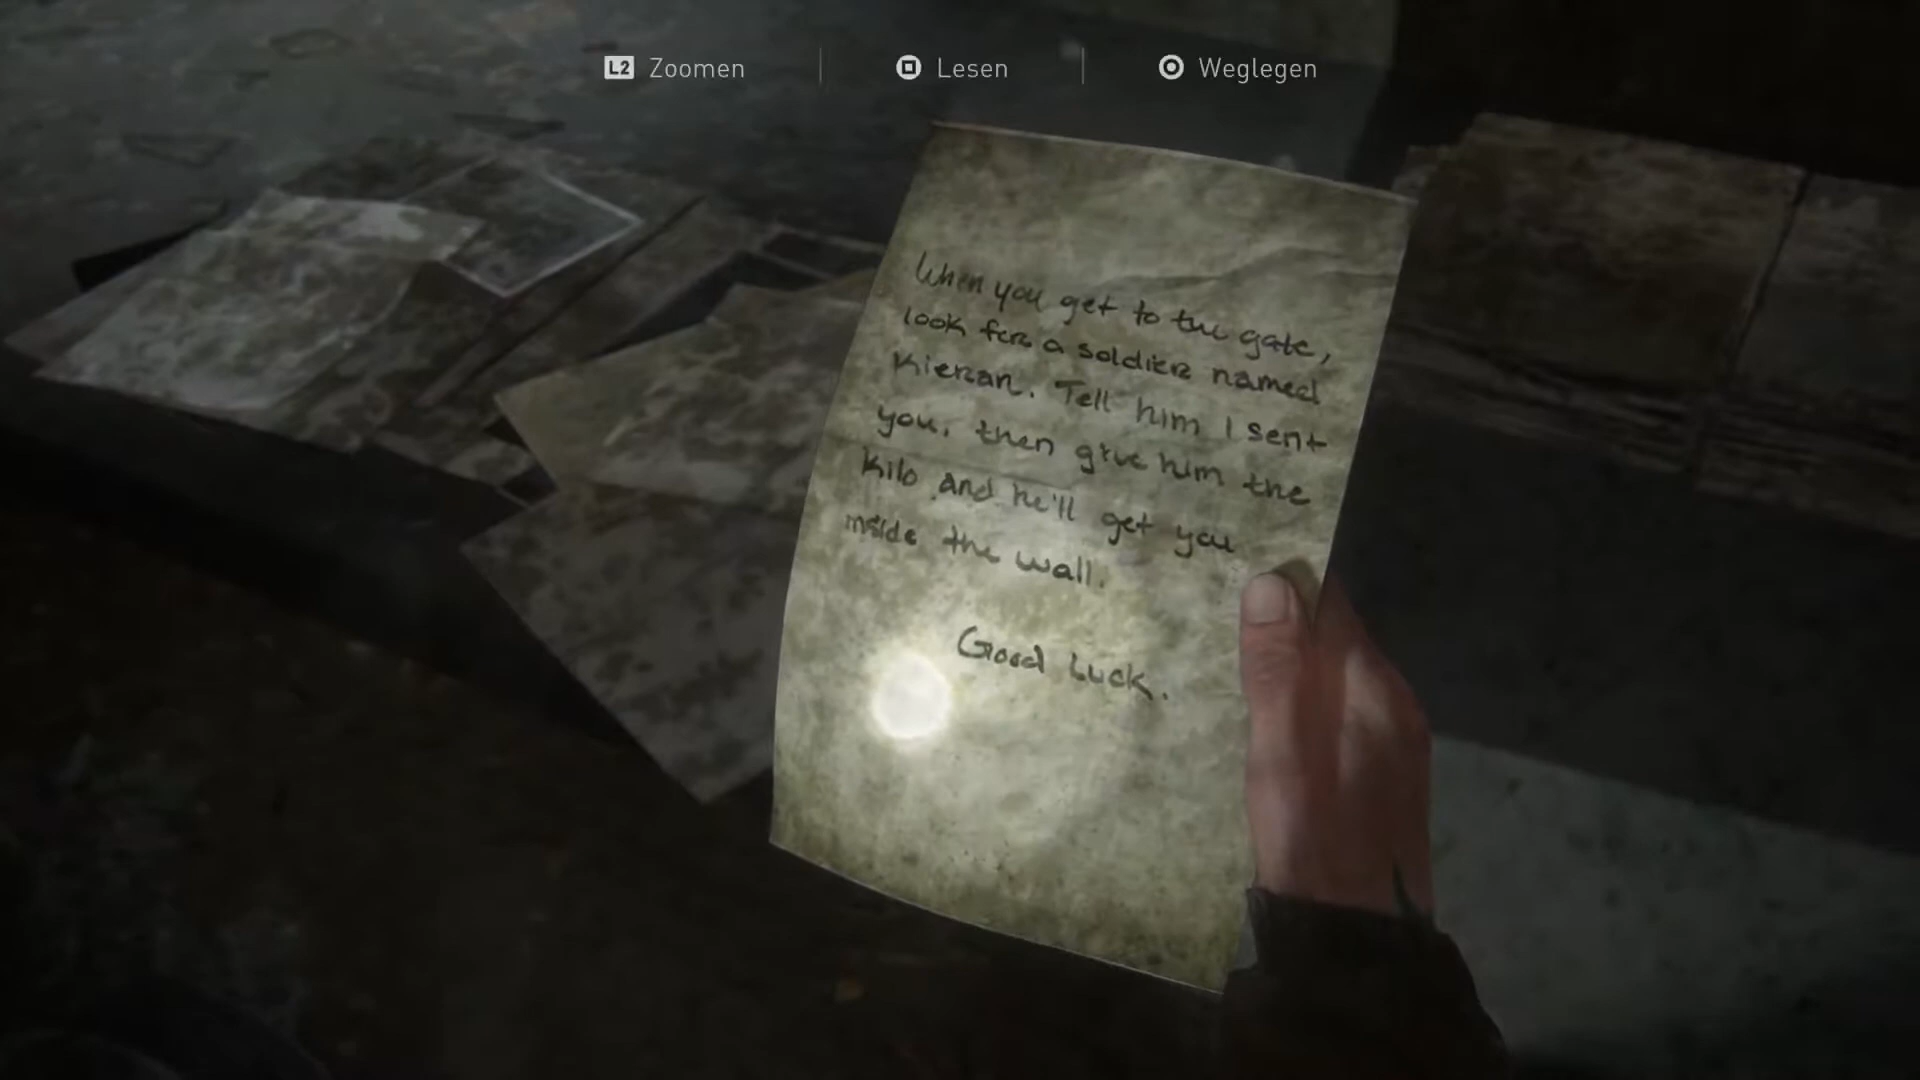 L2 Zoomen Lesen Weglegen
When you get to the gate,
look for a soldier named
Kieran. Tell him I sent
you, then give him the
kilo and he'll get you
inside the wall.
Good Luck.